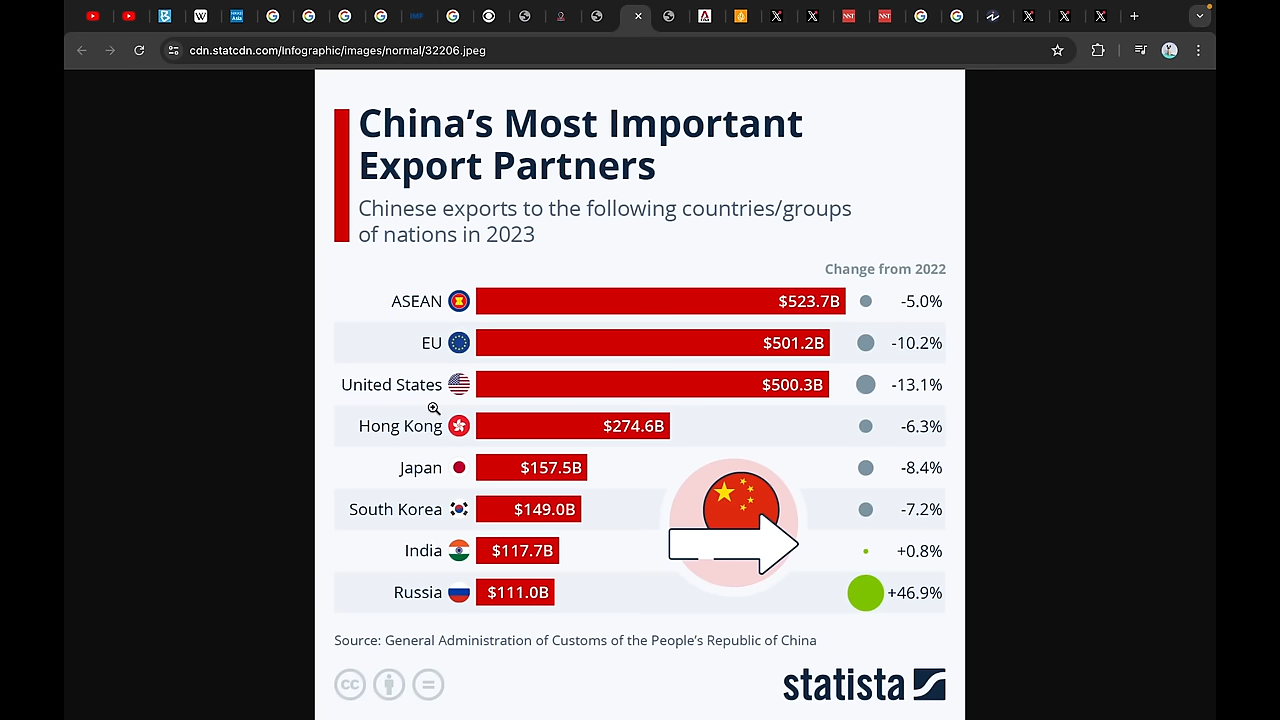 cdn.statcdn.com/Infographic/images/normal/32206.jpeg
China's Most Important
Export Partners
Chinese exports to the following countries/groups
of nations in 2023
Change from 2022
ASEAN $523.7B -5.0%
EU $501.2B -10.2%
United States $500.3B -13.1%
Hong Kong $274.6B -6.3%
Japan $157.5B -8.4%
South Korea $149.0B -7.2%
India $117.7B +0.8%
Russia $111.0B +46.9%
Source: General Administration of Customs of the People's Republic of China
cc
statista